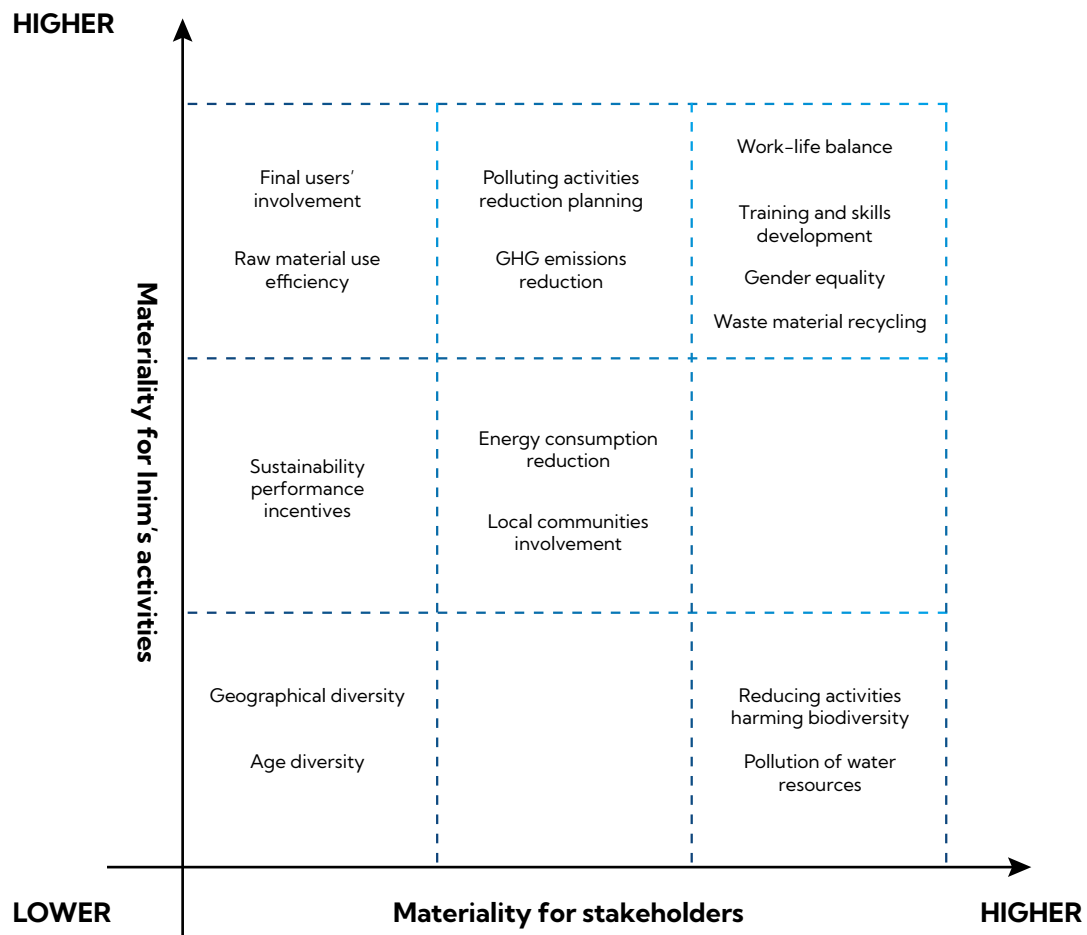 HIGHER
Final users’
involvement
Raw material use
efficiency
Polluting activities
reduction planning
GHG emissions
reduction
Work-life balance
Training and skills
development
Gender equality
Waste material recycling
Materiality for Inim’s activities
Sustainability
performance
incentives
Energy consumption
reduction
Local communities
involvement
Geographical diversity
Age diversity
Reducing activities
harming biodiversity
Pollution of water
resources
LOWER
Materiality for stakeholders
HIGHER